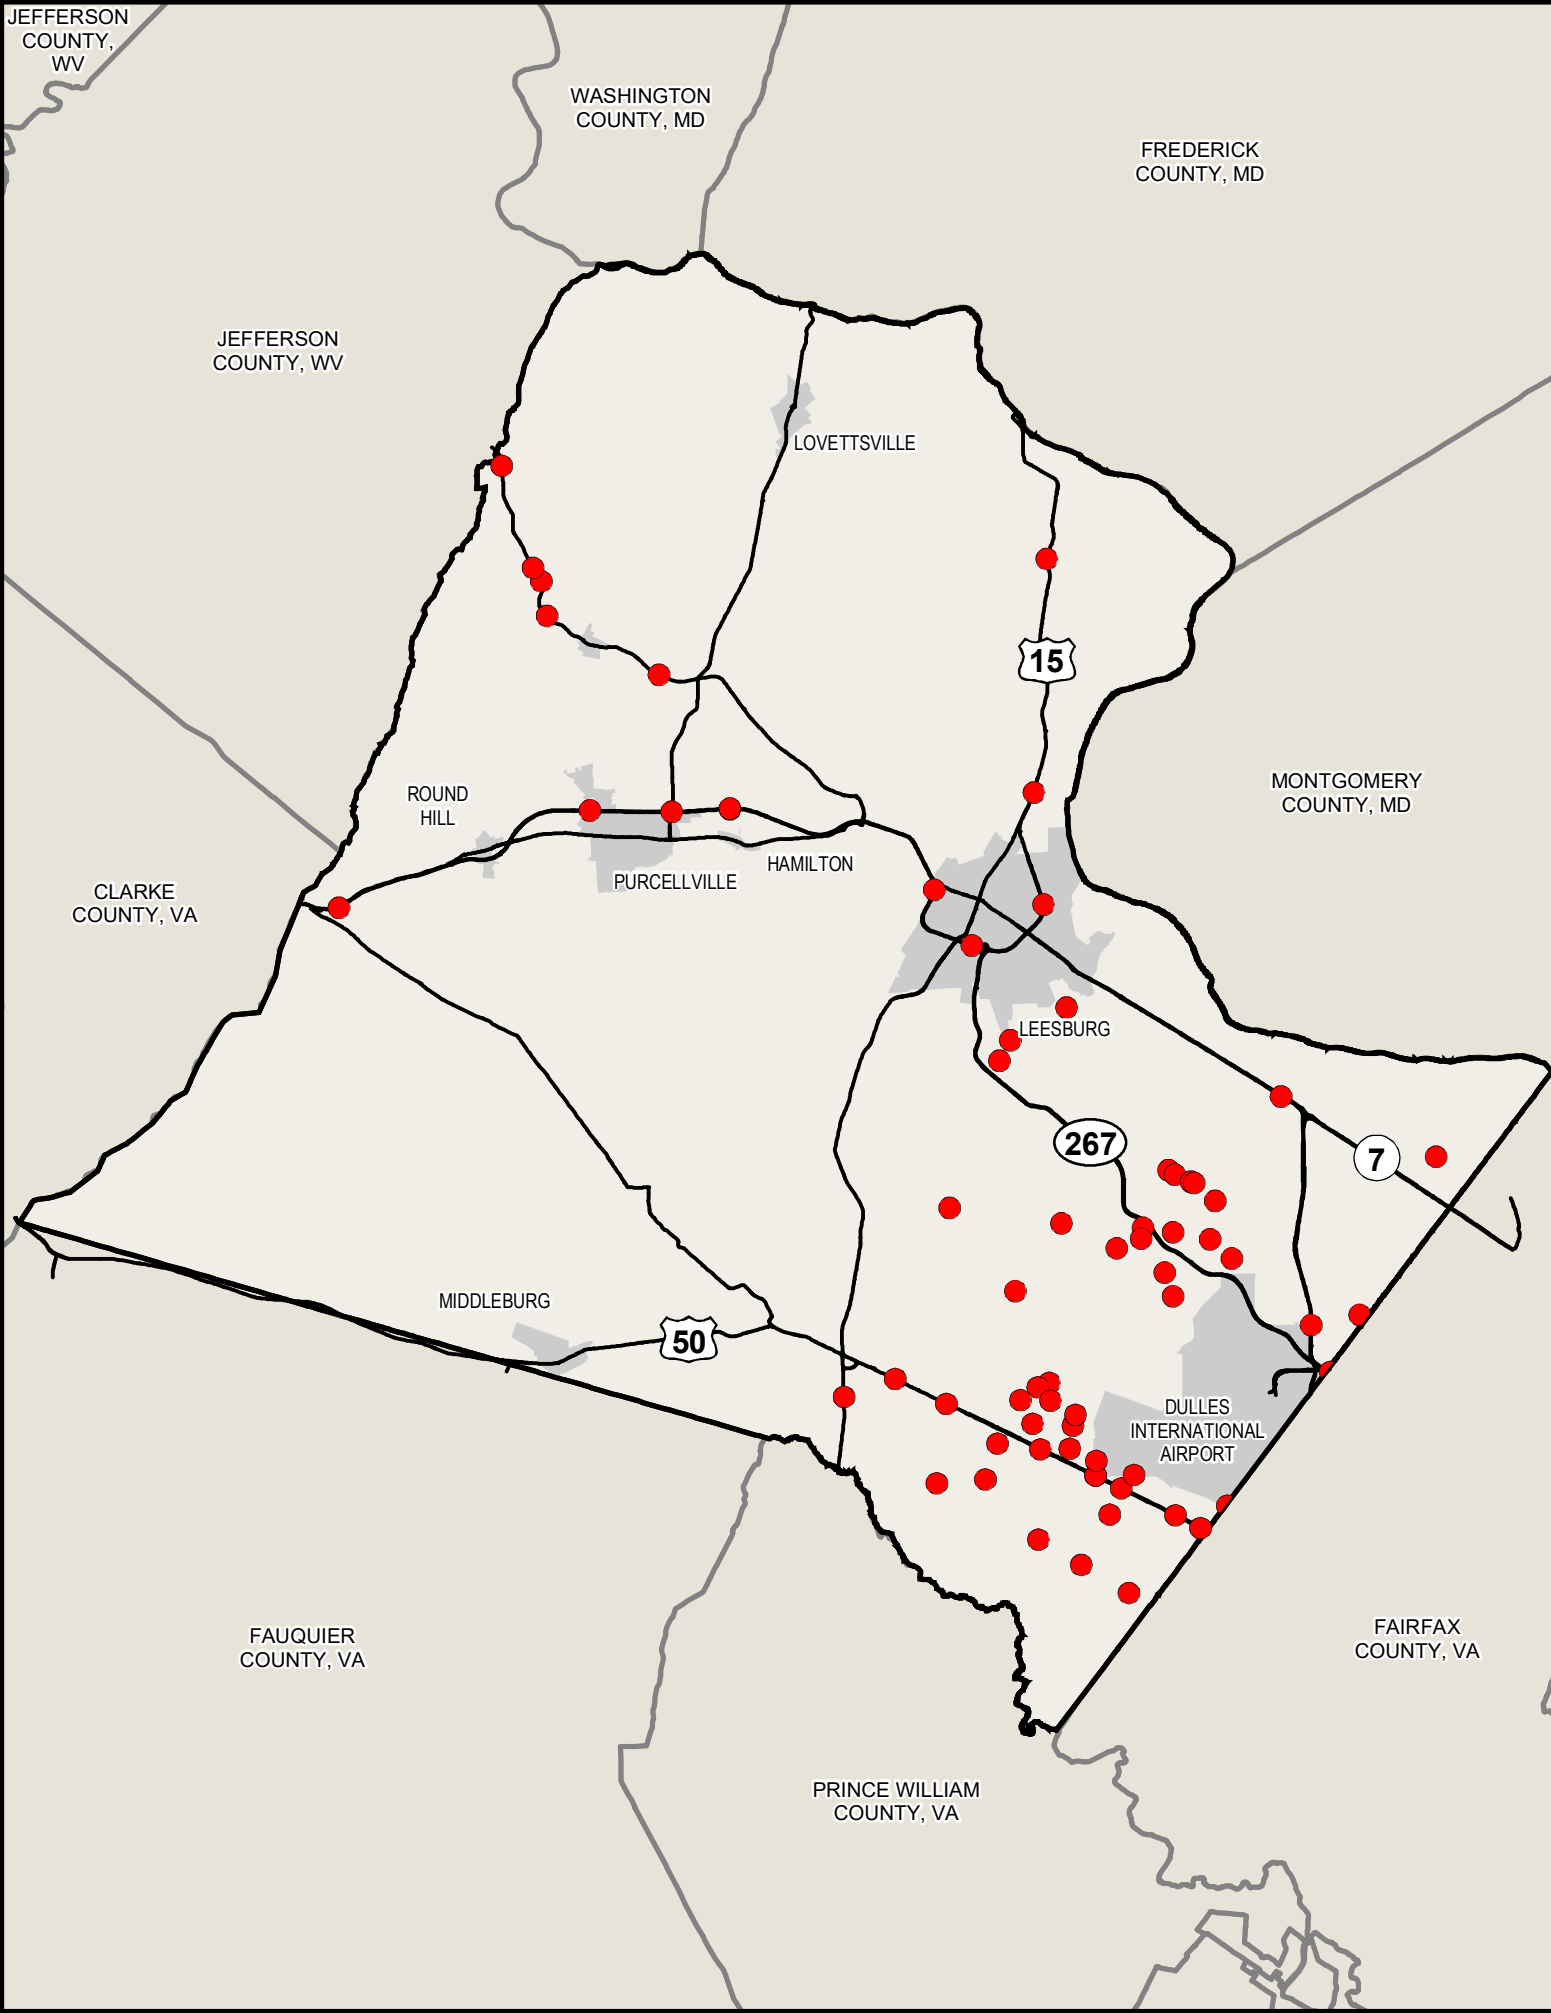 JEFFERSON
COUNTY,
WV
WASHINGTON
COUNTY, MD
FREDERICK
COUNTY, MD
JEFFERSON
COUNTY, WV
LOVETTSVILLE
15
ROUND
HILL
MONTGOMERY
COUNTY, MD
HAMILTON
PURCELLVILLE
CLARKE
COUNTY, VA
LEESBURG
267
7
MIDDLEBURG
50
DULLES
INTERNATIONAL
AIRPORT
FAUQUIER
COUNTY, VA
FAIRFAX
COUNTY, VA
PRINCE WILLIAM
COUNTY, VA